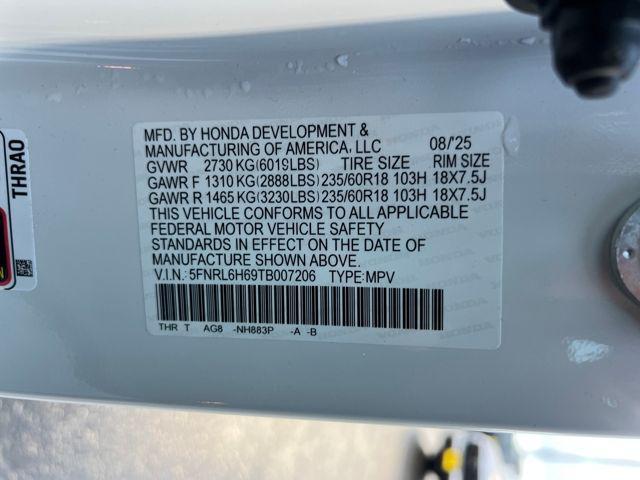 MFD. BY HONDA DEVELOPMENT &
MANUFACTURING OF AMERICA, LLC 08/'25
GVWR 2730 KG(6019LBS) TIRE SIZE RIM SIZE
GAWR F 1310 KG(2888LBS) 235/60R18 103H 18X7.5J
GAWR R 1465 KG(3230LBS) 235/60R18 103H 18X7.5J
THIS VEHICLE CONFORMS TO ALL APPLICABLE
FEDERAL MOTOR VEHICLE SAFETY
STANDARDS IN EFFECT ON THE DATE OF
MANUFACTURE SHOWN ABOVE.
V.I.N.: 5FNRL6H69TB007206 TYPE:MPV
THR T AG8 -NH883P -A -B
THRA0